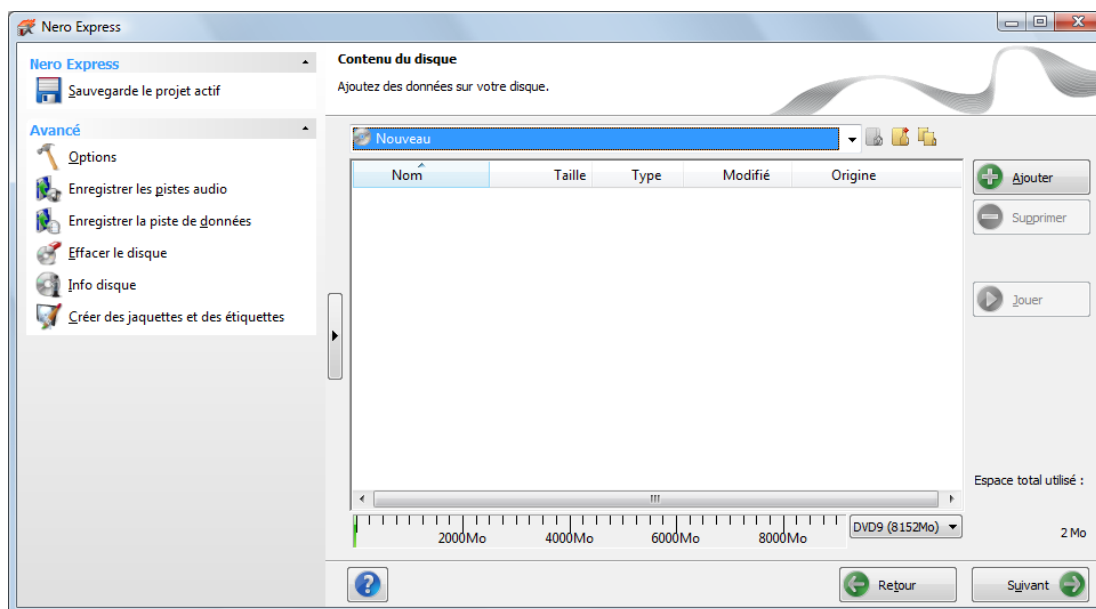 Nero Express
Nero Express
Sauvegarde le projet actif
Avancé
Options
Enregistrer les pistes audio
Enregistrer la piste de données
Effacer le disque
Info disque
Créer des jaquettes et des étiquettes
Contenu du disque
Ajoutez des données sur votre disque.
Nouveau
Nom Taille Type Modifié Origine
Ajouter
Supprimer
Jouer
Espace total utilisé :
2000Mo 4000Mo 6000Mo 8000Mo
DVD9 (8152Mo)
2 Mo
Retour
Suivant